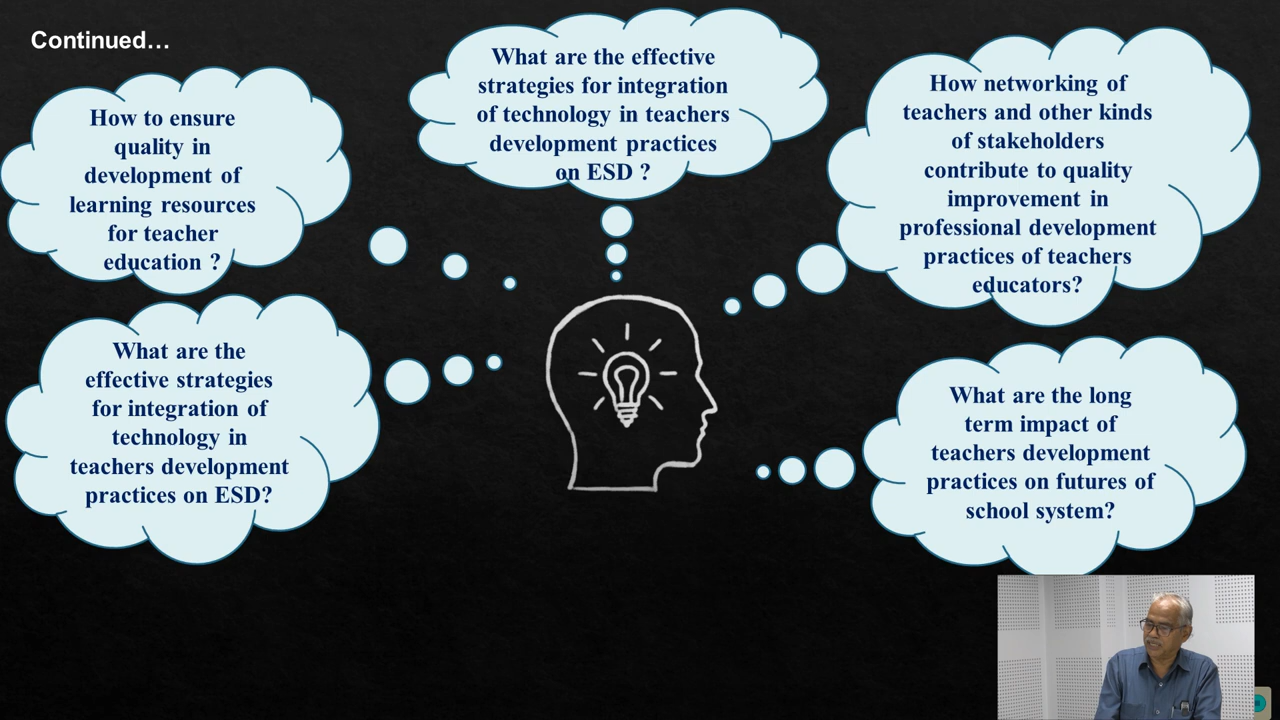 Continued…
How to ensure
quality in
development of
learning resources
for teacher
education ?
What are the effective
strategies for integration
of technology in teachers
development practices
on ESD ?
How networking of
teachers and other kinds
of stakeholders
contribute to quality
improvement in
professional development
practices of teachers
educators?
What are the
effective strategies
for integration of
technology in
teachers development
practices on ESD?
What are the long
term impact of
teachers development
practices on futures of
school system?